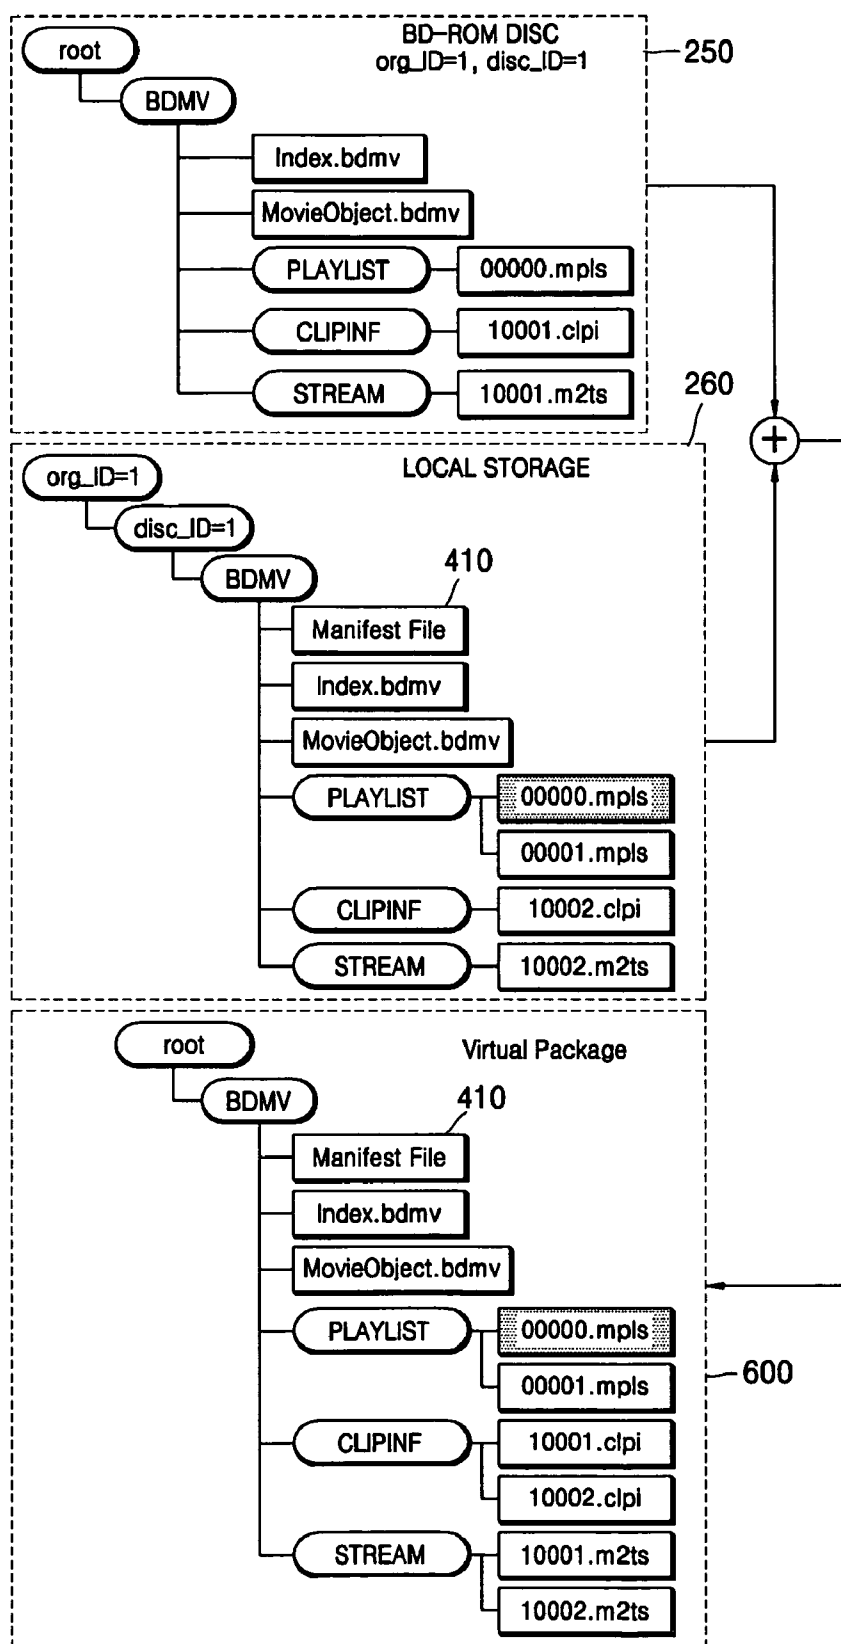 BD-ROM DISC
org_ID=1, disc_ID=1
250
root
BDMV
Index.bdmv
MovieObject.bdmv
PLAYLIST
00000.mpls
CLIPINF
10001.clpi
STREAM
10001.m2ts
260
+
LOCAL STORAGE
org_ID=1
disc_ID=1
BDMV
410
Manifest File
Index.bdmv
MovieObject.bdmv
PLAYLIST
00000.mpls
00001.mpls
CLIPINF
10002.clpi
STREAM
10002.m2ts
root
Virtual Package
BDMV
410
Manifest File
Index.bdmv
MovieObject.bdmv
PLAYLIST
00000.mpls
00001.mpls
600
CLIPINF
10001.clpi
10002.clpi
STREAM
10001.m2ts
10002.m2ts